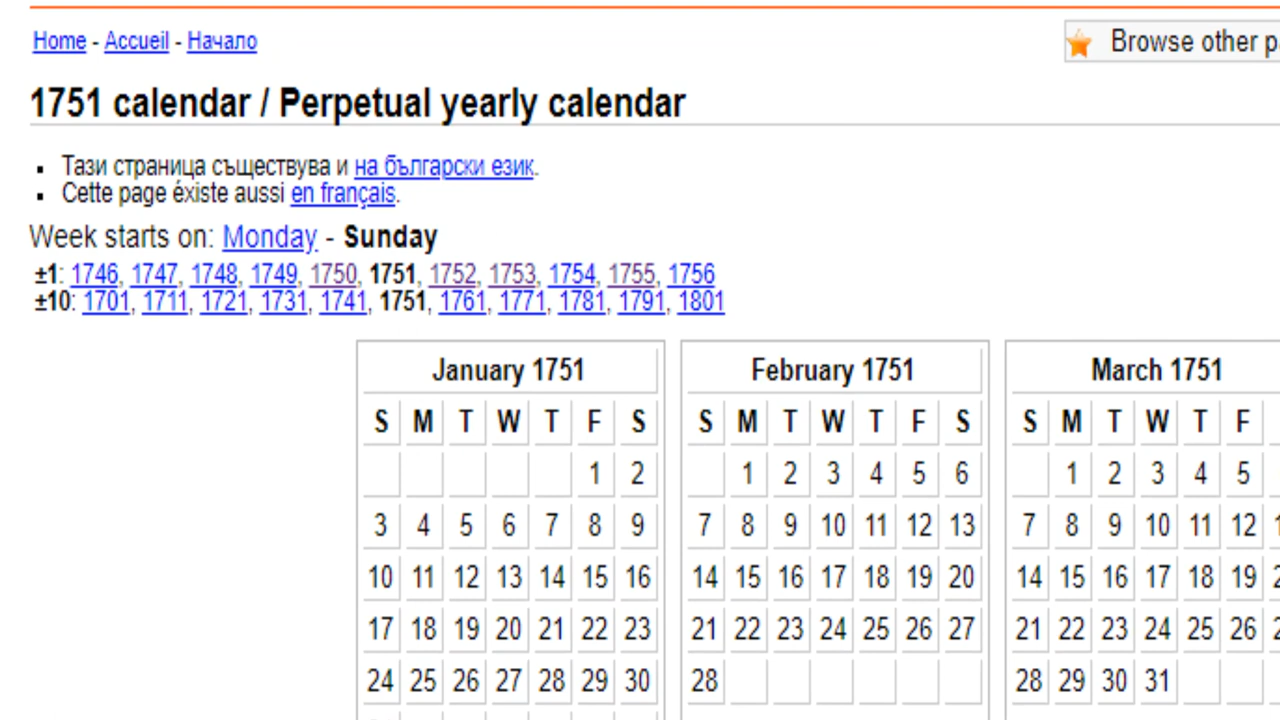 Home - Accueil - Начало
Browse other p
1751 calendar / Perpetual yearly calendar
Тази страница съществува и на български език.
Cette page éxiste aussi en français.
Week starts on: Monday - Sunday
±1: 1746, 1747, 1748, 1749, 1750, 1751, 1752, 1753, 1754, 1755, 1756
±10: 1701, 1711, 1721, 1731, 1741, 1751, 1761, 1771, 1781, 1791, 1801
January 1751
S M T W T F S
1 2
3 4 5 6 7 8 9
10 11 12 13 14 15 16
17 18 19 20 21 22 23
24 25 26 27 28 29 30
February 1751
S M T W T F S
1 2 3 4 5 6
7 8 9 10 11 12 13
14 15 16 17 18 19 20
21 22 23 24 25 26 27
28
March 1751
S M T W T F
1 2 3 4 5
7 8 9 10 11 12
14 15 16 17 18 19
21 22 23 24 25 26
28 29 30 31